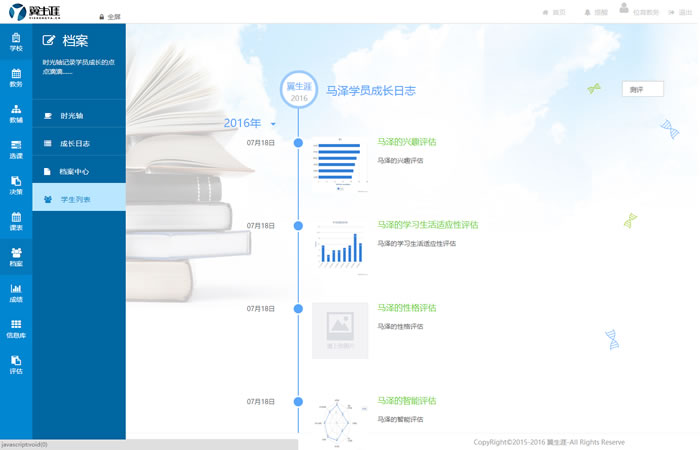 翼生涯
全屏
首页
提醒
位育教务
退出
学校
教务
教辅
选课
决策
课表
档案
成绩
信息库
评估
档案
时光轴记录学员成长的点
点滴滴......
时光轴
成长日志
档案中心
学生列表
翼生涯
2016
马泽学员成长日志
测评
2016年
07月18日
马泽的兴趣评估
马泽的兴趣评估
07月18日
马泽的学习生活适应性评估
马泽的学习生活适应性评估
07月18日
马泽的性格评估
马泽的性格评估
07月18日
马泽的智能评估
马泽的智能评估
javascript:void(0)
CopyRight©2015-2016 翼生涯-All Rights Reserve